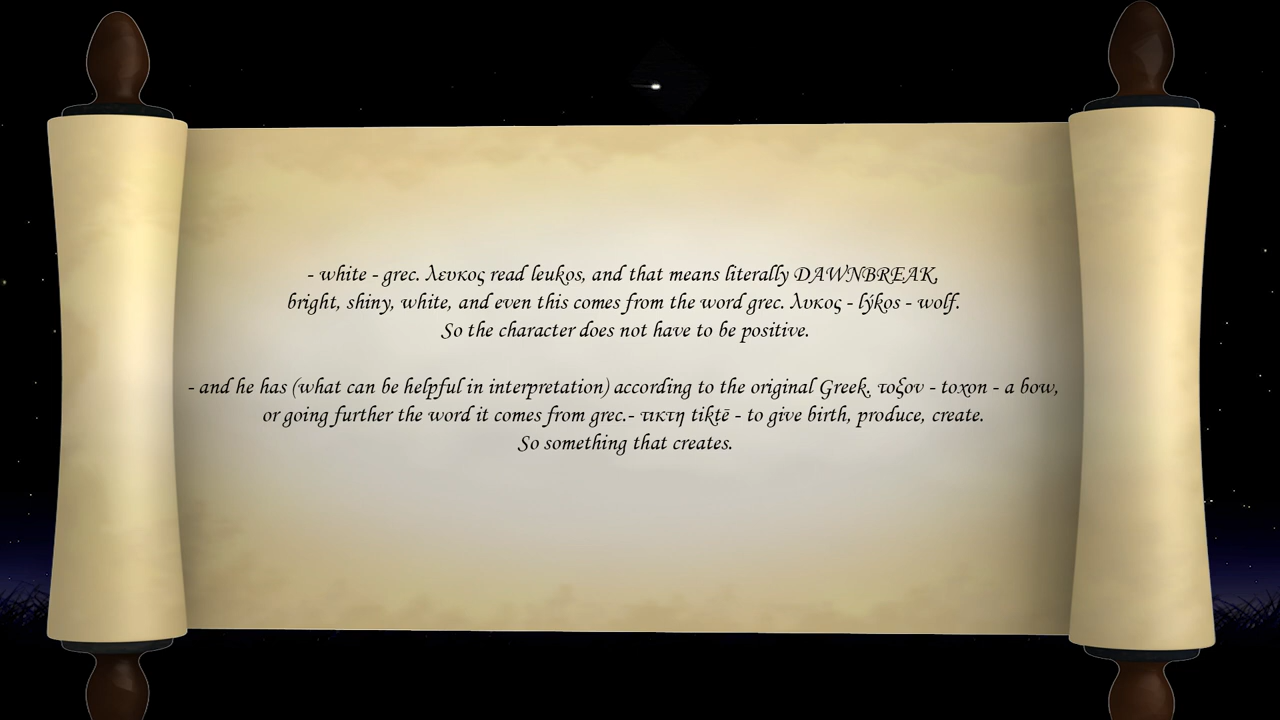 - white - grec. λευκος read leukos, and that means literally DAWNBREAK,
bright, shiny, white, and even this comes from the word grec. λυκος - lýkos - wolf.
So the character does not have to be positive.
- and he has (what can be helpful in interpretation) according to the original Greek, τοξον - toxon - a bow,
or going further the word it comes from grec.- τικτη tiktē - to give birth, produce, create.
So something that creates.